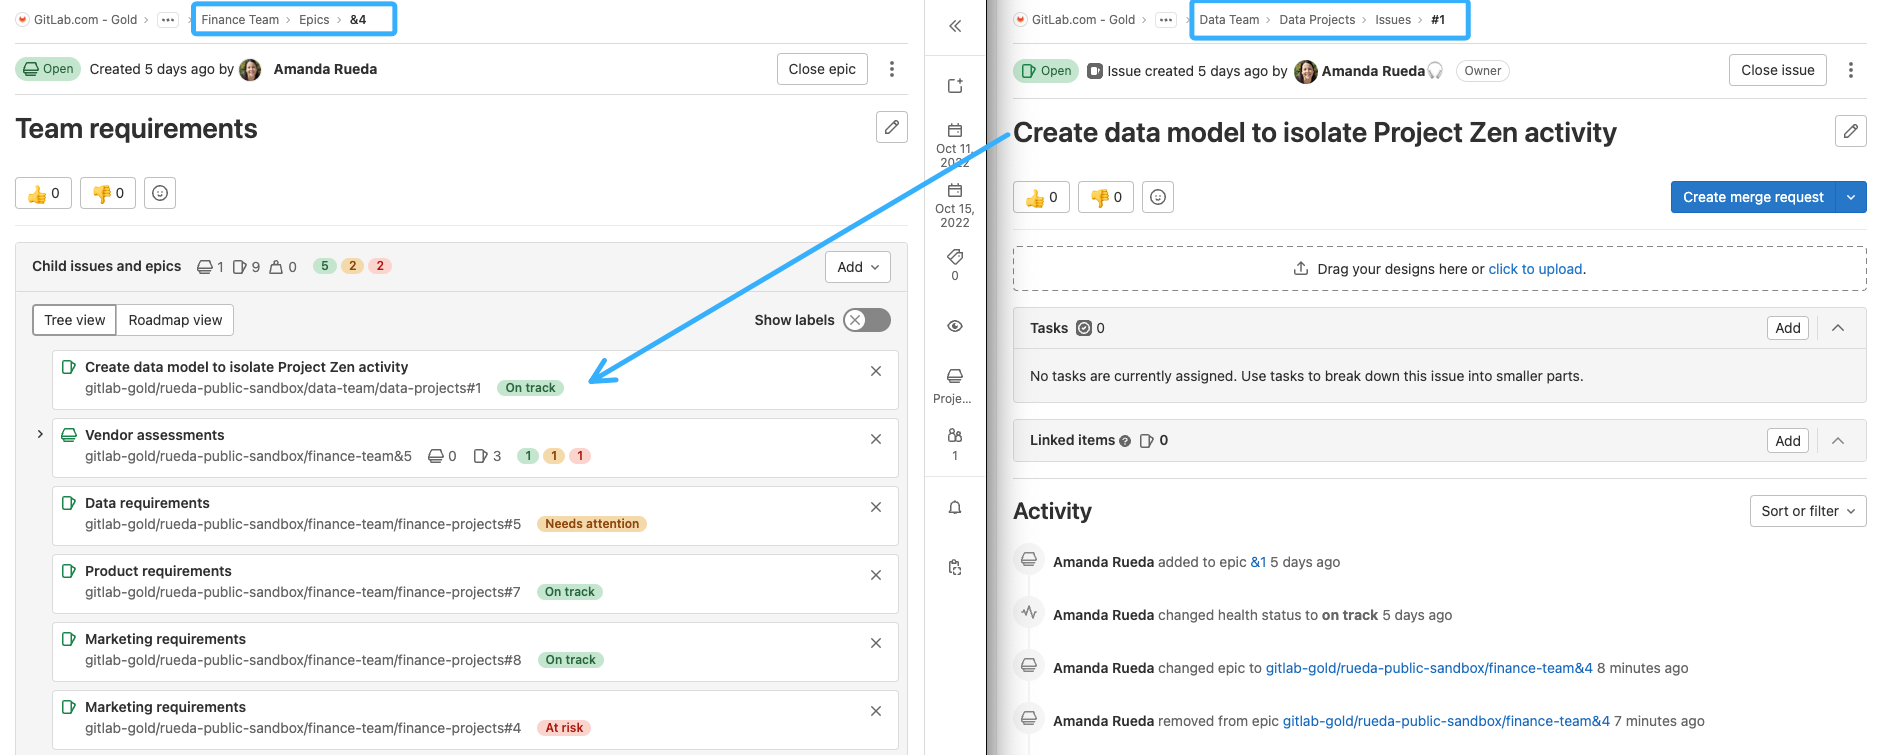 GitLab.com - Gold › ··· › Finance Team › Epics › &4
Open Created 5 days ago by Amanda Rueda
Close epic
Team requirements
👍 0 👎 0
Child issues and epics 1 9 0 5 2 2
Add
Tree view Roadmap view
Show labels
Create data model to isolate Project Zen activity
gitlab-gold/rueda-public-sandbox/data-team/data-projects#1 On track
Vendor assessments
gitlab-gold/rueda-public-sandbox/finance-team&5 0 3 1 1 1
Data requirements
gitlab-gold/rueda-public-sandbox/finance-team/finance-projects#5 Needs attention
Product requirements
gitlab-gold/rueda-public-sandbox/finance-team/finance-projects#7 On track
Marketing requirements
gitlab-gold/rueda-public-sandbox/finance-team/finance-projects#8 On track
Marketing requirements
gitlab-gold/rueda-public-sandbox/finance-team/finance-projects#4 At risk
Oct 11,
2022
Oct 15,
2022
0
Proje...
1
GitLab.com - Gold › ··· › Data Team › Data Projects › Issues › #1
Open Issue created 5 days ago by Amanda Rueda Owner
Close issue
Create data model to isolate Project Zen activity
👍 0 👎 0
Create merge request
Drag your designs here or click to upload.
Tasks 0
Add
No tasks are currently assigned. Use tasks to break down this issue into smaller parts.
Linked items 0
Add
Activity
Sort or filter
Amanda Rueda added to epic &1 5 days ago
Amanda Rueda changed health status to on track 5 days ago
Amanda Rueda changed epic to gitlab-gold/rueda-public-sandbox/finance-team&4 8 minutes ago
Amanda Rueda removed from epic gitlab-gold/rueda-public-sandbox/finance-team&4 7 minutes ago